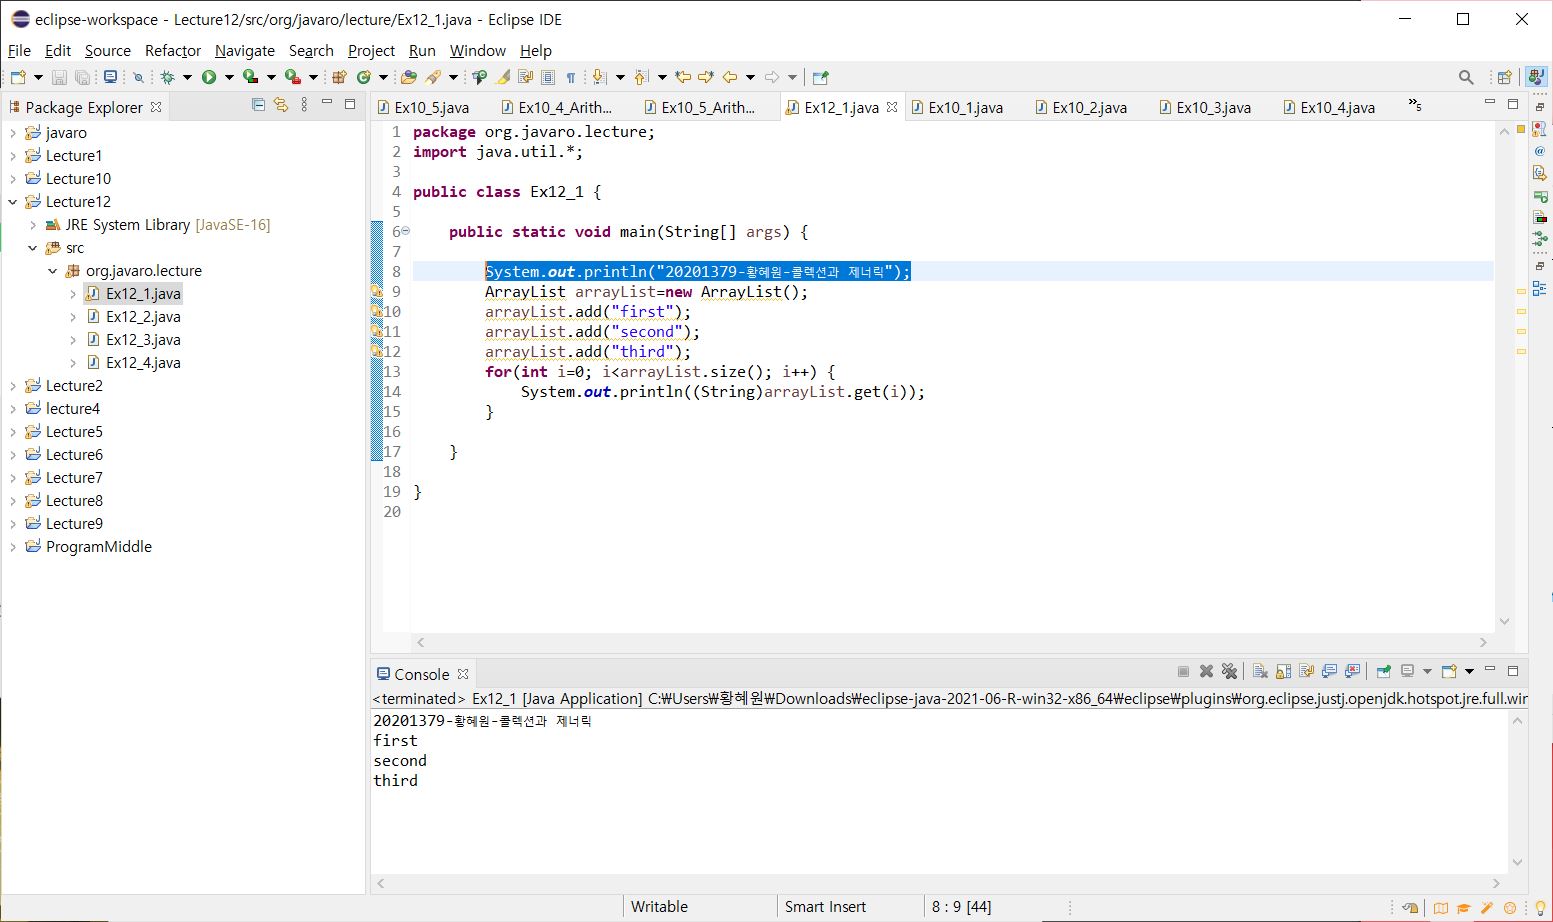 eclipse-workspace - Lecture12/src/org/javaro/lecture/Ex12_1.java - Eclipse IDE
File Edit Source Refactor Navigate Search Project Run Window Help
Package Explorer
javaro
Lecture1
Lecture10
Lecture12
JRE System Library [JavaSE-16]
src
org.javaro.lecture
Ex12_1.java
Ex12_2.java
Ex12_3.java
Ex12_4.java
Lecture2
lecture4
Lecture5
Lecture6
Lecture7
Lecture8
Lecture9
ProgramMiddle
Ex10_5.java Ex10_4_Arith... Ex10_5_Arith... Ex12_1.java Ex10_1.java Ex10_2.java Ex10_3.java Ex10_4.java »5
1 package org.javaro.lecture;
2 import java.util.*;
3
4 public class Ex12_1 {
5
6 public static void main(String[] args) {
7
8 System.out.println("20201379-황혜원-콜렉션과 제너릭");
9 ArrayList arrayList=new ArrayList();
10 arrayList.add("first");
11 arrayList.add("second");
12 arrayList.add("third");
13 for(int i=0; i<arrayList.size(); i++) {
14 System.out.println((String)arrayList.get(i));
15 }
16
17 }
18
19 }
20
Console
<terminated> Ex12_1 [Java Application] C:₩Users₩황혜원₩Downloads₩eclipse-java-2021-06-R-win32-x86_64₩eclipse₩plugins₩org.eclipse.justj.openjdk.hotspot.jre.full.wir
20201379-황혜원-콜렉션과 제너릭
first
second
third
Writable Smart Insert 8 : 9 [44]